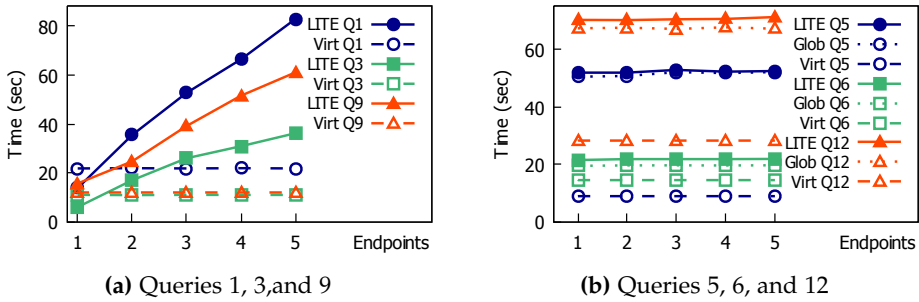 LITE Q1
Virt Q1
LITE Q3
Virt Q3
LITE Q9
Virt Q9
Time (sec)
80
60
40
20
0
1 2 3 4 5 Endpoints
(a) Queries 1, 3,and 9
LITE Q5
Glob Q5
Virt Q5
LITE Q6
Glob Q6
Virt Q6
LITE Q12
Glob Q12
Virt Q12
Time (sec)
60
40
20
0
1 2 3 4 5 Endpoints
(b) Queries 5, 6, and 12